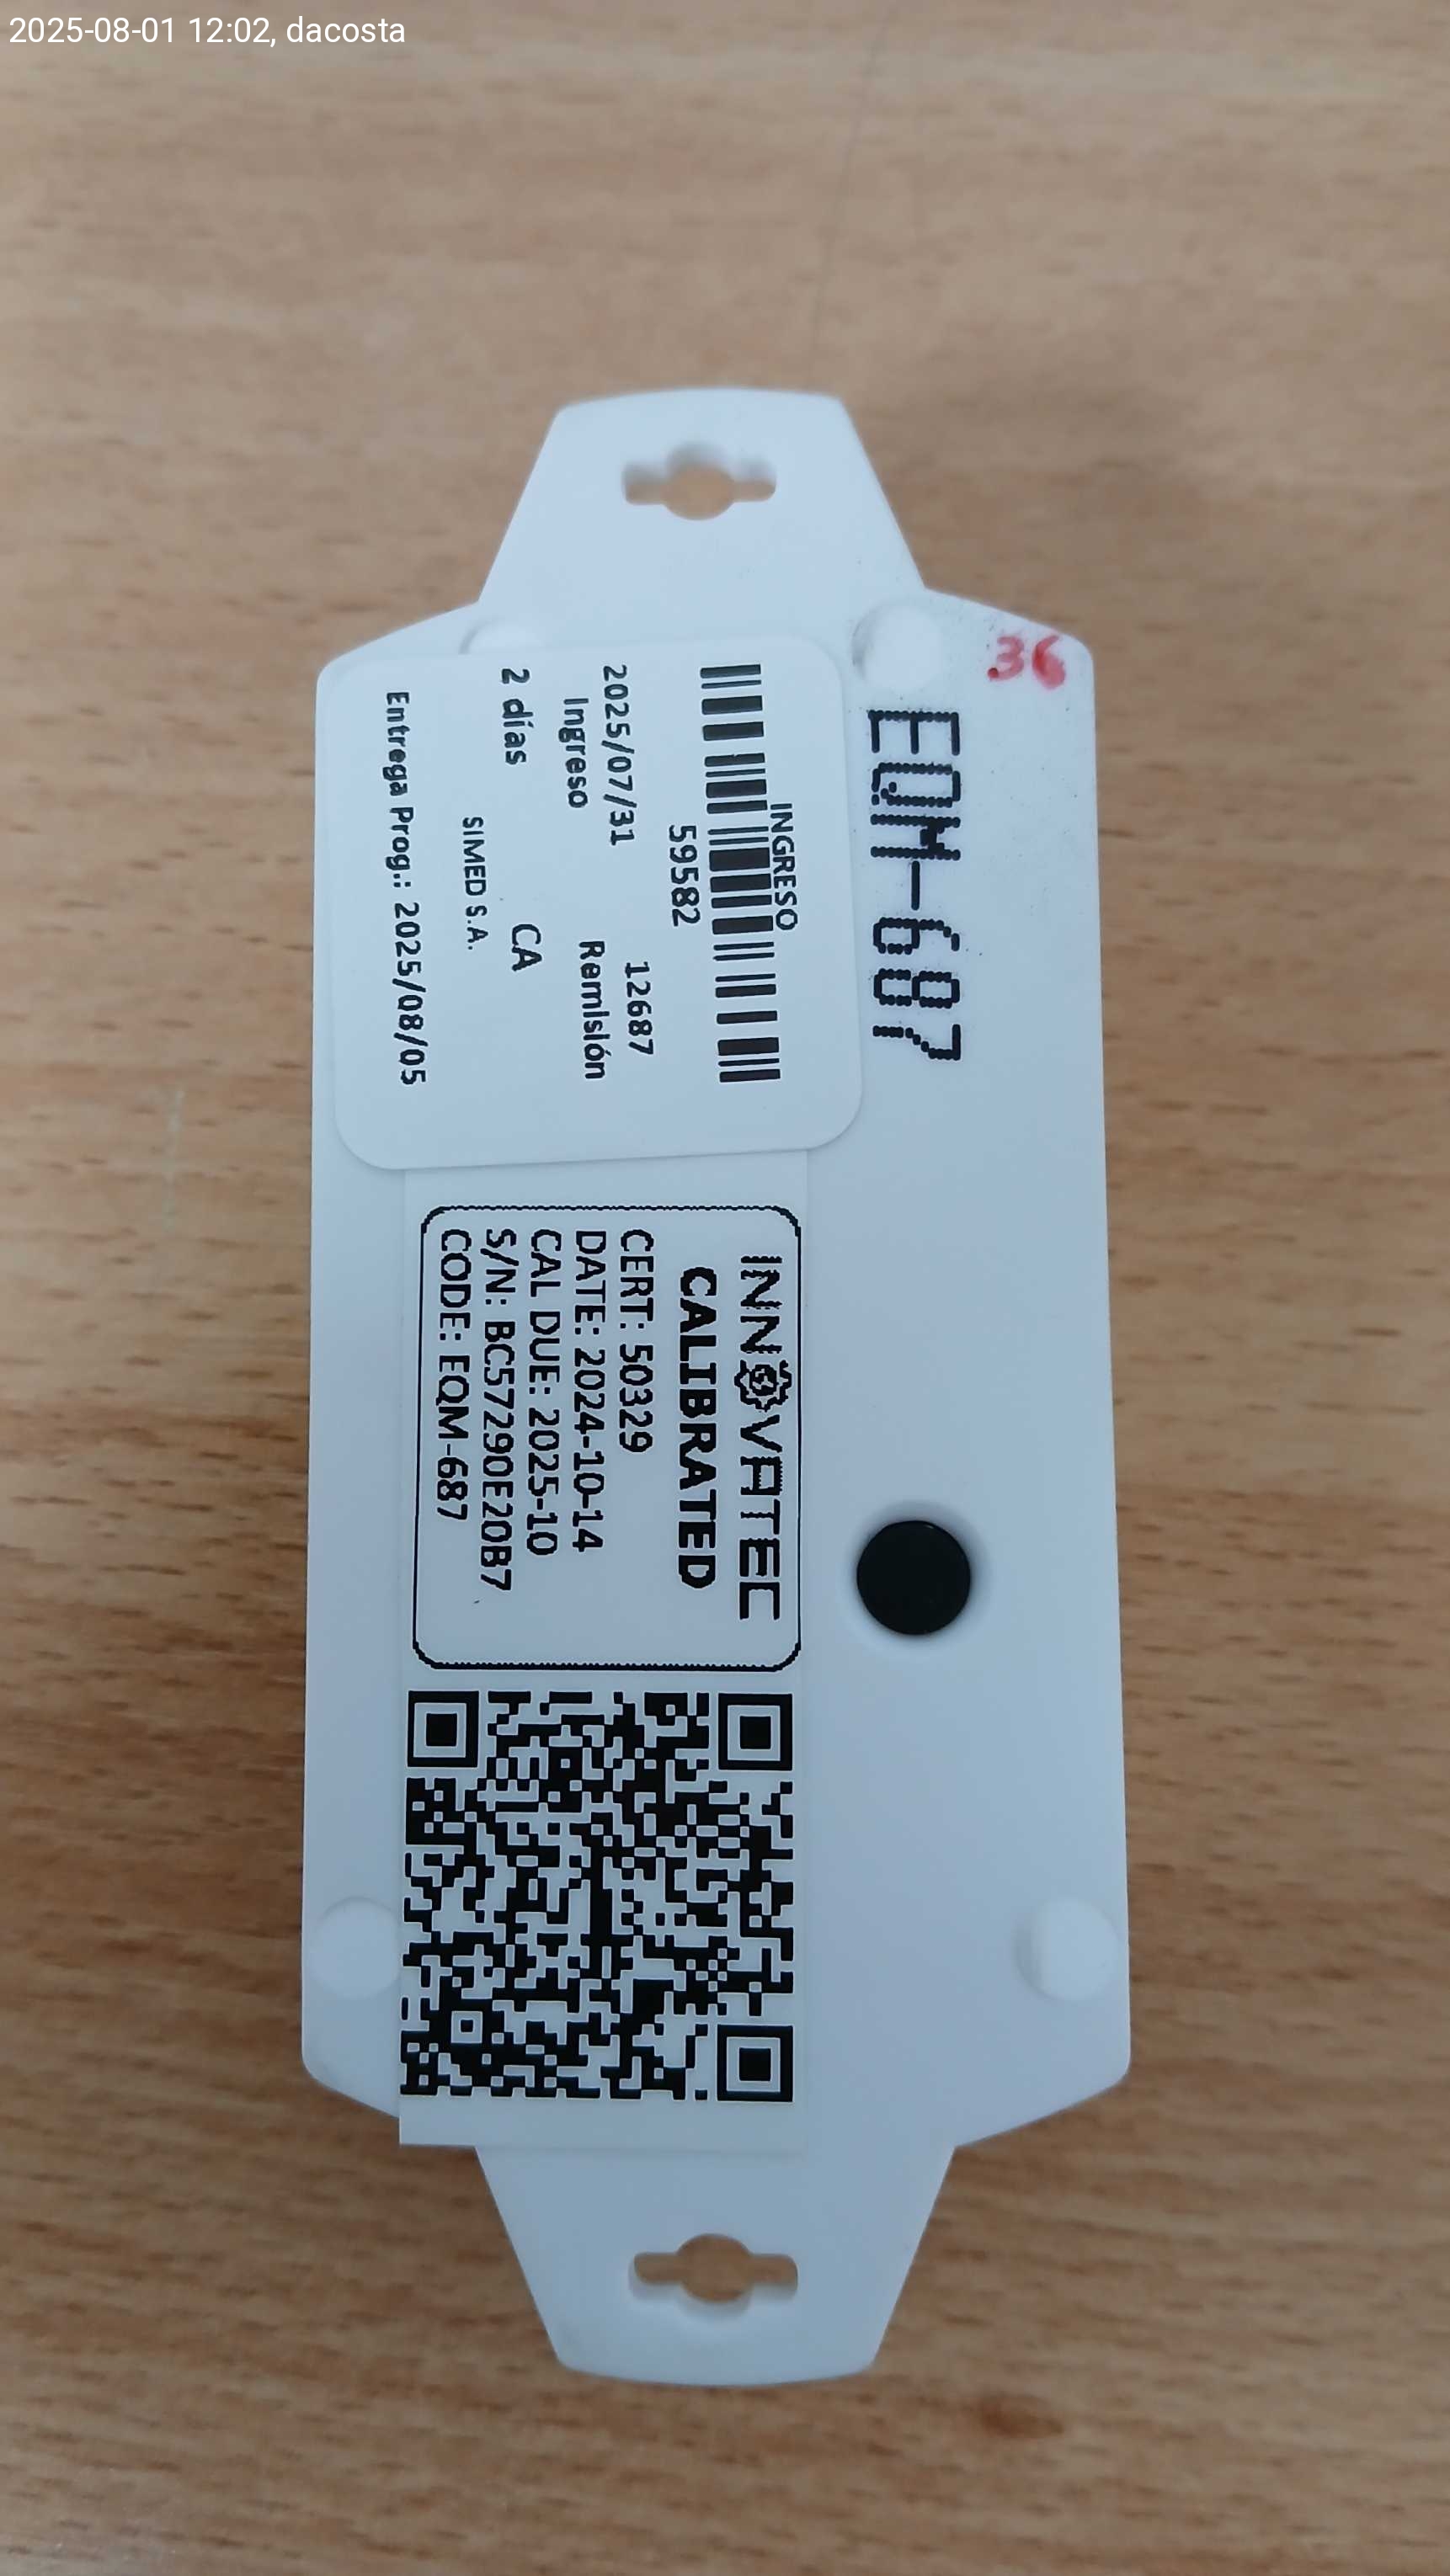 2025-08-01 12:02, dacosta
36
EQM-687
INGRESO
59582
2025/07/31 12687
Ingreso Remisión
2 días CA
SIMED S.A.
Entrega Prog.: 2025/08/05
INNOVATEC
CALIBRATED
CERT: 50329
DATE: 2024-10-14
CAL DUE: 2025-10
S/N: BC57290E20B7
CODE: EQM-687